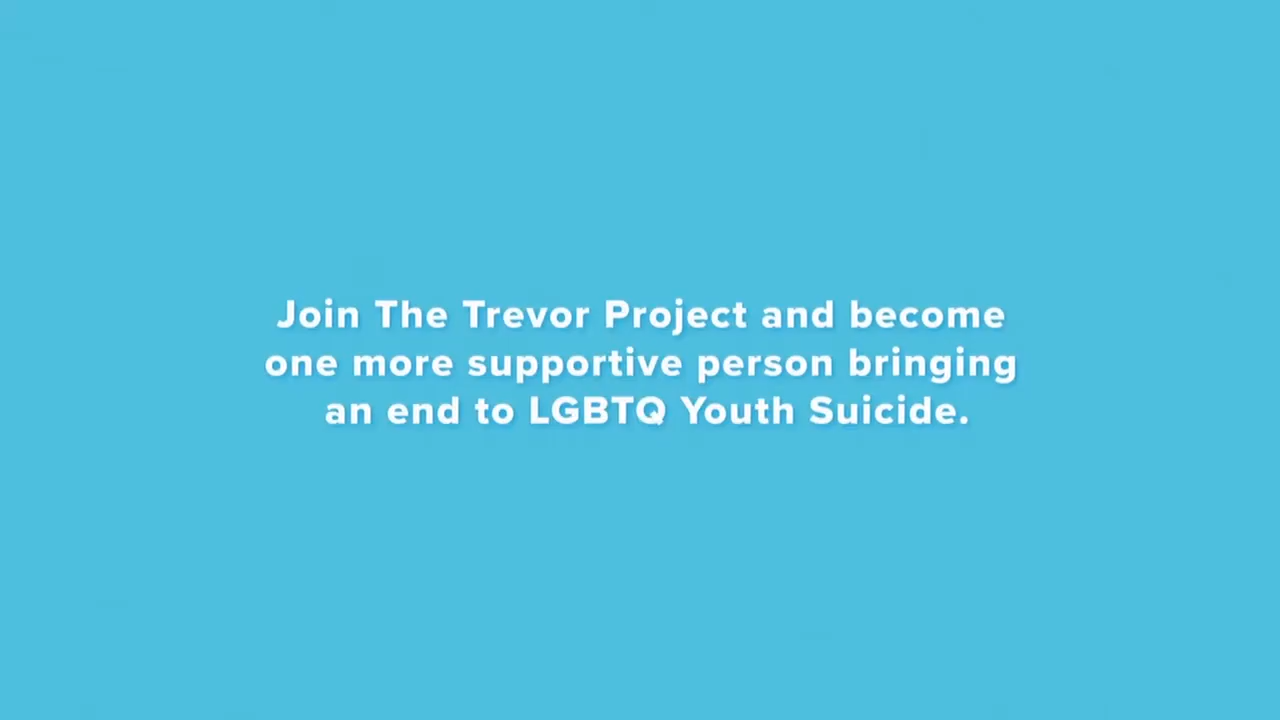 Join The Trevor Project and become
one more supportive person bringing
an end to LGBTQ Youth Suicide.